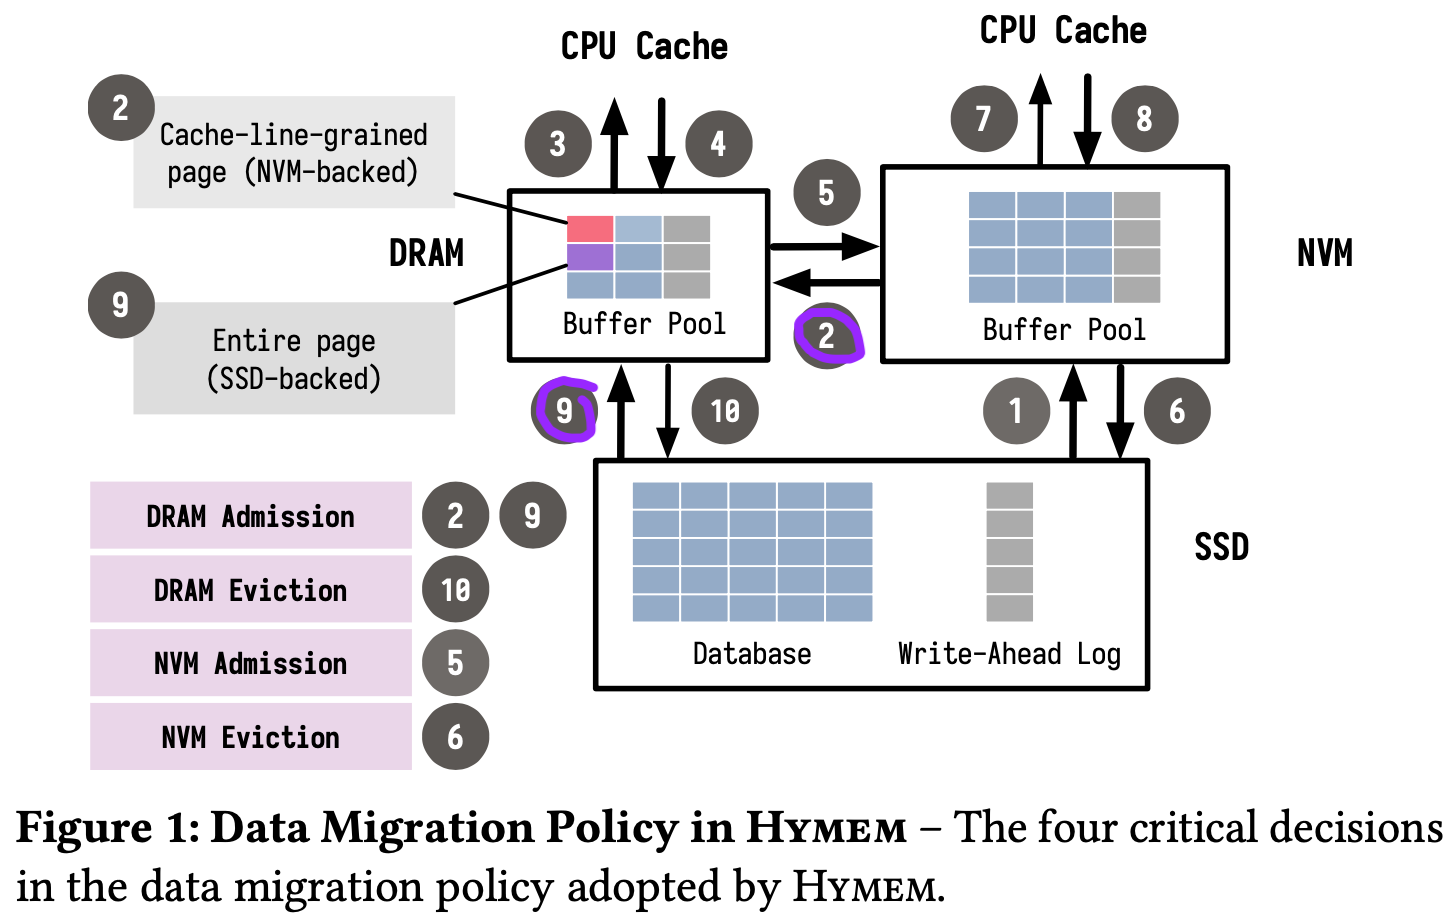 CPU Cache
CPU Cache
2
Cache-line-grained
page (NVM-backed)
3
4
7
8
5
DRAM
NVM
Buffer Pool
Buffer Pool
2
9
Entire page
(SSD-backed)
9
10
1
6
DRAM Admission 2 9
DRAM Eviction 10
NVM Admission 5
NVM Eviction 6
SSD
Database
Write-Ahead Log
Figure 1: Data Migration Policy in HYMEM – The four critical decisions
in the data migration policy adopted by HYMEM.